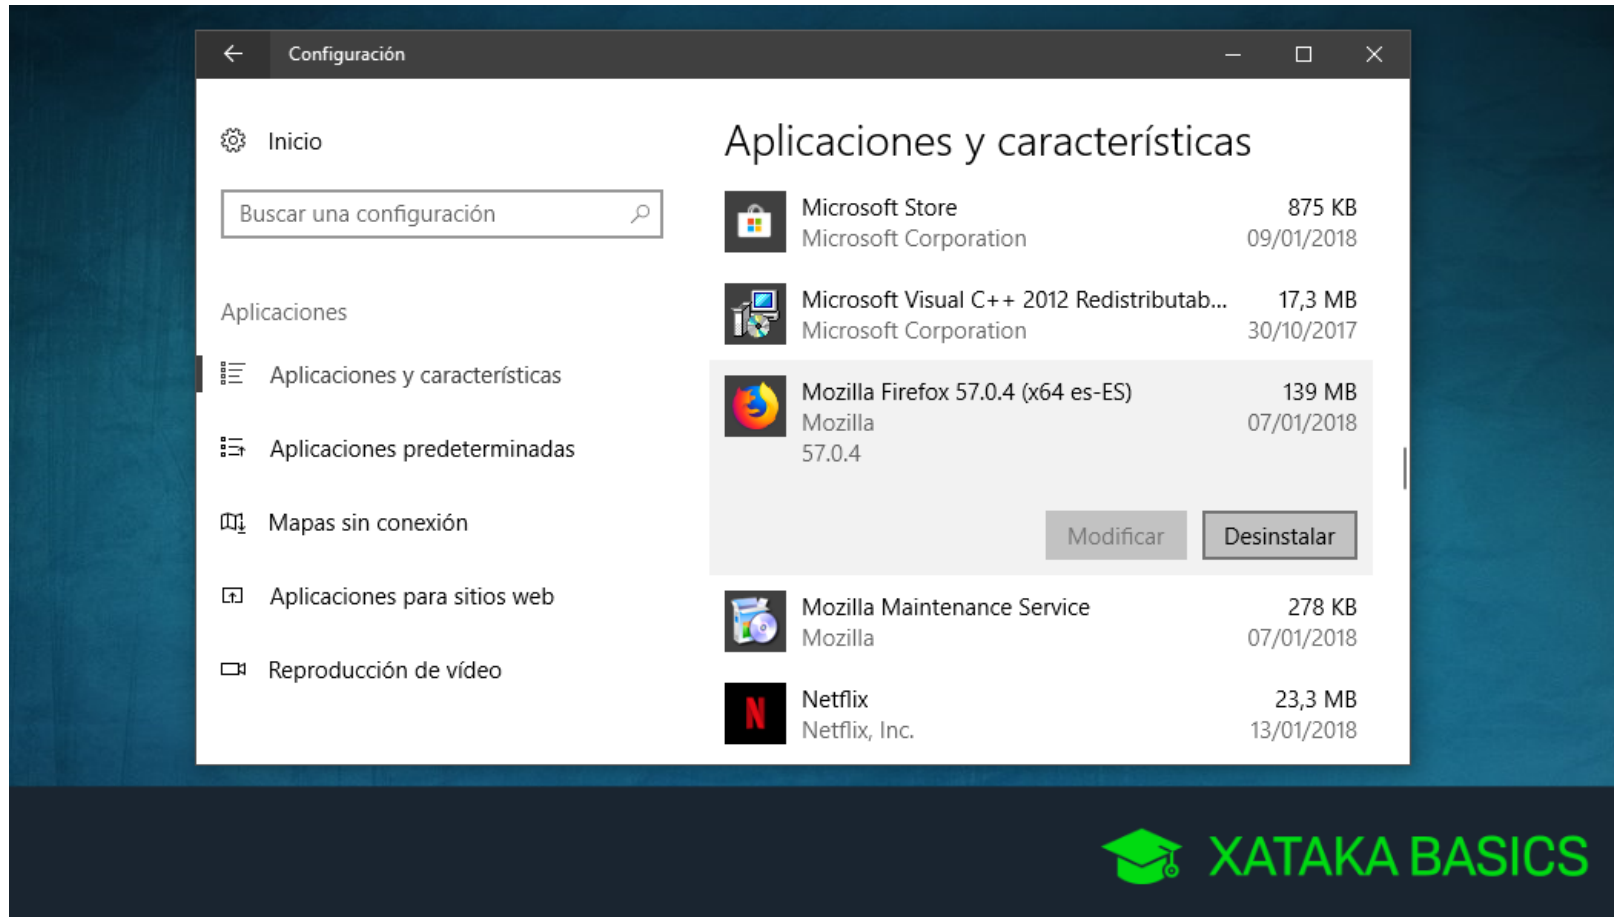 Configuración
Inicio
Buscar una configuración
Aplicaciones
Aplicaciones y características
Aplicaciones predeterminadas
Mapas sin conexión
Aplicaciones para sitios web
Reproducción de vídeo
Aplicaciones y características
Microsoft Store 875 KB
Microsoft Corporation 09/01/2018
Microsoft Visual C++ 2012 Redistributab... 17,3 MB
Microsoft Corporation 30/10/2017
Mozilla Firefox 57.0.4 (x64 es-ES) 139 MB
Mozilla 07/01/2018
57.0.4
Modificar Desinstalar
Mozilla Maintenance Service 278 KB
Mozilla 07/01/2018
Netflix 23,3 MB
Netflix, Inc. 13/01/2018
XATAKA BASICS